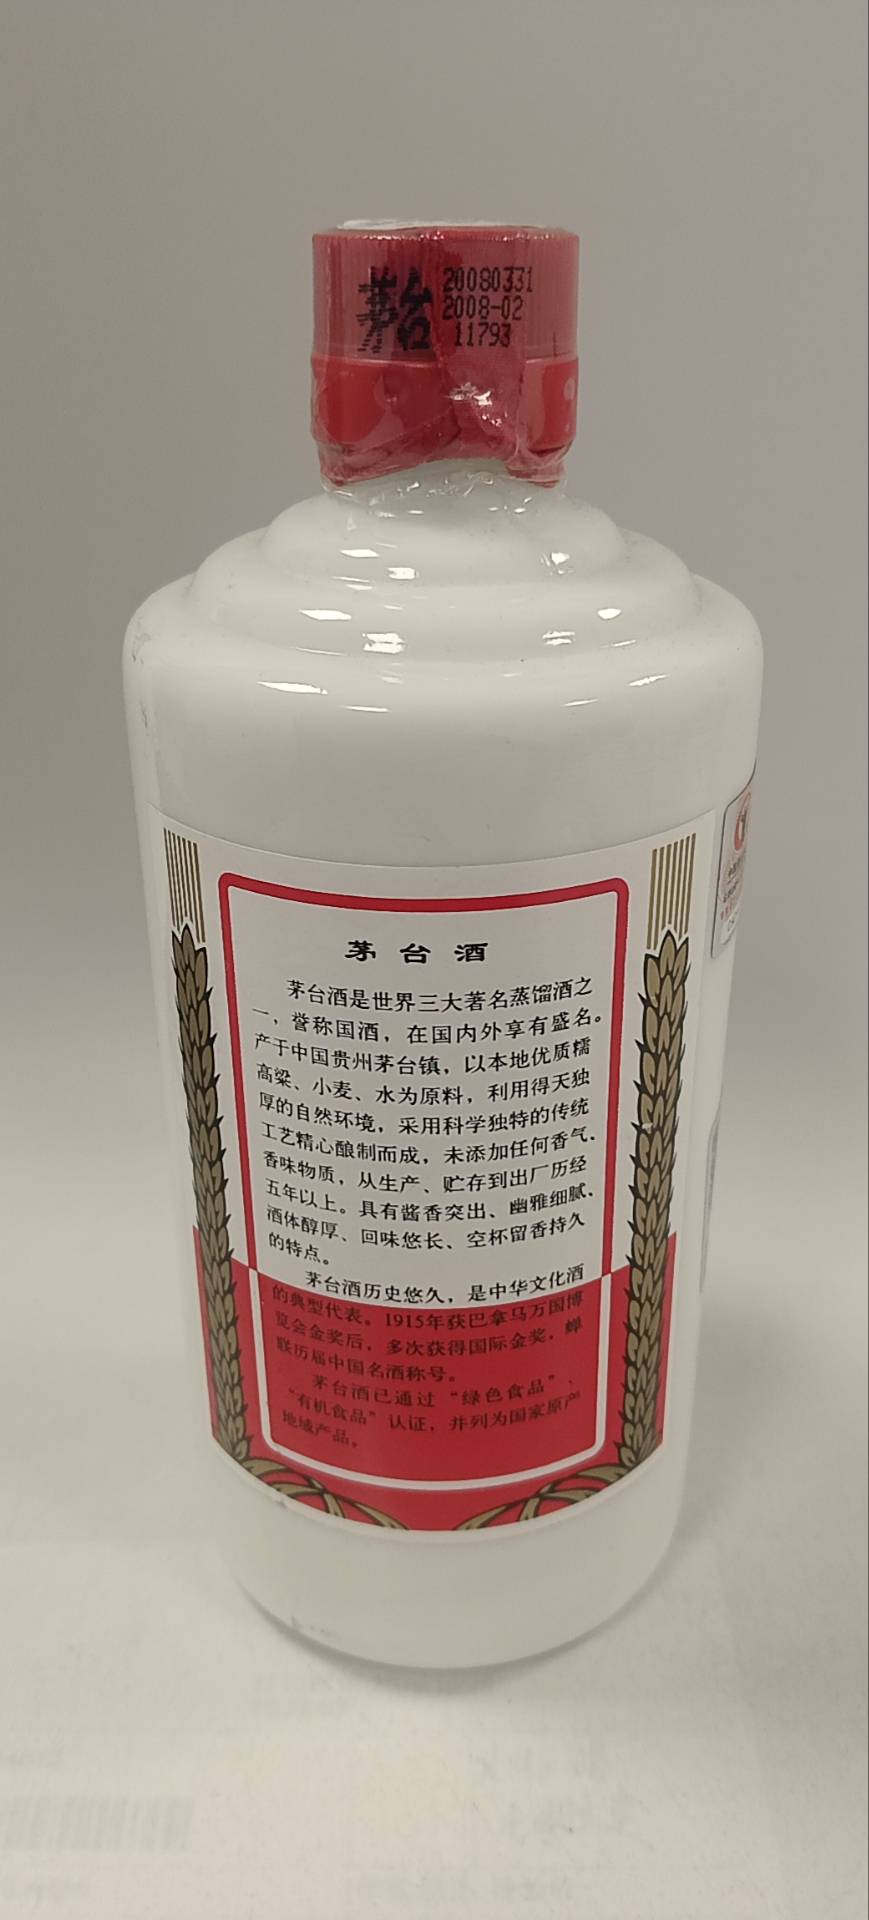 茅台
20080331
2008-02
11793
茅台酒
茅台酒是世界三大著名蒸馏酒之
一，誉称国酒，在国内外享有盛名。
产于中国贵州茅台镇，以本地优质糯
高粱、小麦、水为原料，利用得天独
厚的自然环境，采用科学独特的传统
工艺精心酿制而成，未添加任何香气、
香味物质，从生产、贮存到出厂历经
五年以上。具有酱香突出、幽雅细腻、
酒体醇厚、回味悠长、空杯留香持久
的特点。
茅台酒历史悠久，是中华文化酒
的典型代表。1915年获巴拿马万国博
览会金奖后，多次获得国际金奖，蝉
联历届中国名酒称号。
茅台酒已通过“绿色食品”、
“有机食品”认证，并列为国家原产
地域产品。